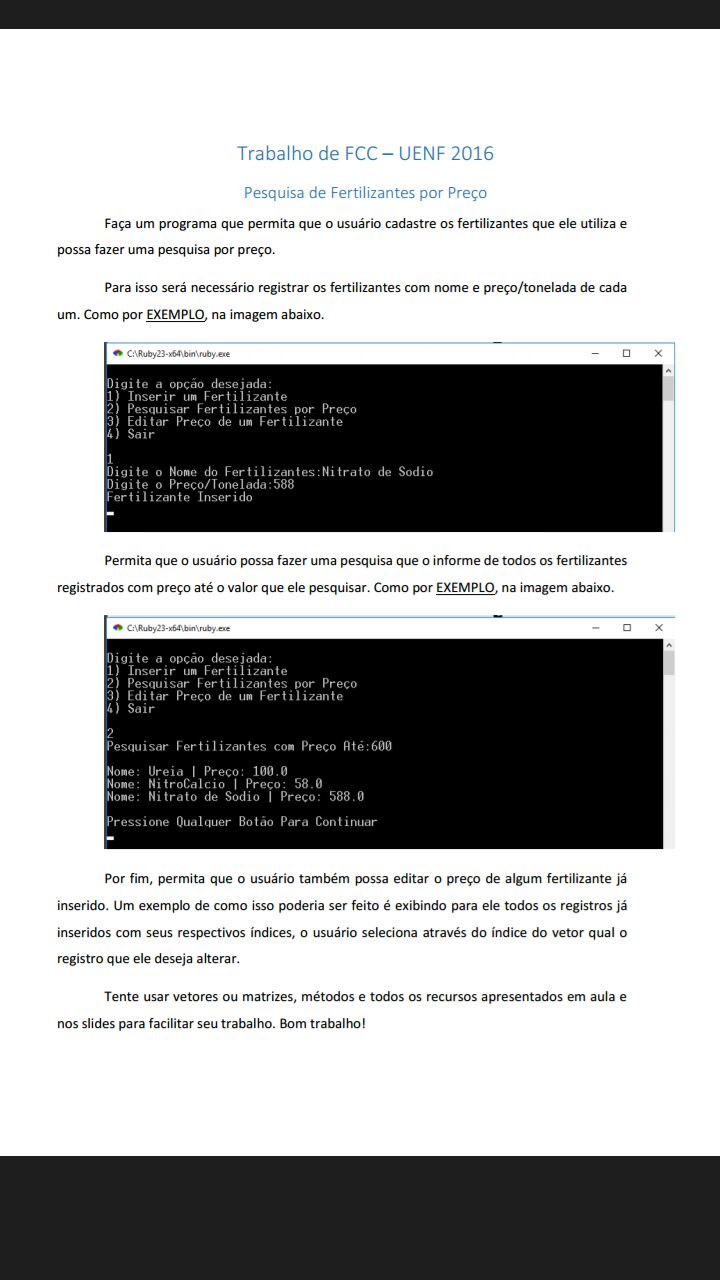 Trabalho de FCC – UENF 2016
Pesquisa de Fertilizantes por Preço
Faça um programa que permita que o usuário cadastre os fertilizantes que ele utiliza e
possa fazer uma pesquisa por preço.
Para isso será necessário registrar os fertilizantes com nome e preço/tonelada de cada
um. Como por EXEMPLO, na imagem abaixo.
C:\Ruby23-x64\bin\ruby.exe
Digite a opção desejada:
1) Inserir um Fertilizante
2) Pesquisar Fertilizantes por Preço
3) Editar Preço de um Fertilizante
4) Sair
1
Digite o Nome do Fertilizantes:Nitrato de Sodio
Digite o Preço/Tonelada:588
Fertilizante Inserido
Permita que o usuário possa fazer uma pesquisa que o informe de todos os fertilizantes
registrados com preço até o valor que ele pesquisar. Como por EXEMPLO, na imagem abaixo.
C:\Ruby23-x64\bin\ruby.exe
Digite a opção desejada:
1) Inserir um Fertilizante
2) Pesquisar Fertilizantes por Preço
3) Editar Preço de um Fertilizante
4) Sair
2
Pesquisar Fertilizantes com Preço Até:600
Nome: Ureia | Preço: 100.0
Nome: NitroCalcio | Preço: 58.0
Nome: Nitrato de Sodio | Preço: 588.0
Pressione Qualquer Botão Para Continuar
Por fim, permita que o usuário também possa editar o preço de algum fertilizante já
inserido. Um exemplo de como isso poderia ser feito é exibindo para ele todos os registros já
inseridos com seus respectivos índices, o usuário seleciona através do índice do vetor qual o
registro que ele deseja alterar.
Tente usar vetores ou matrizes, métodos e todos os recursos apresentados em aula e
nos slides para facilitar seu trabalho. Bom trabalho!